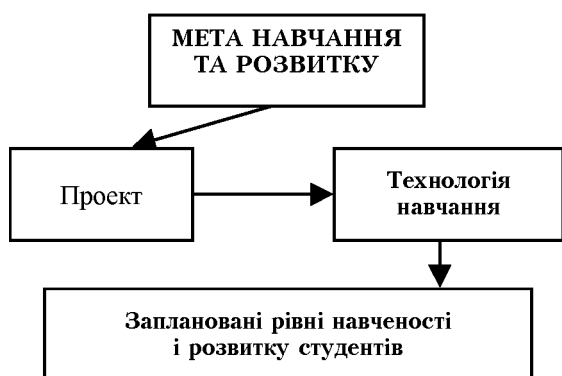 МЕТА НАВЧАННЯ
ТА РОЗВИТКУ
Проект
Технологія
навчання
Заплановані рівні навченості
і розвитку студентів